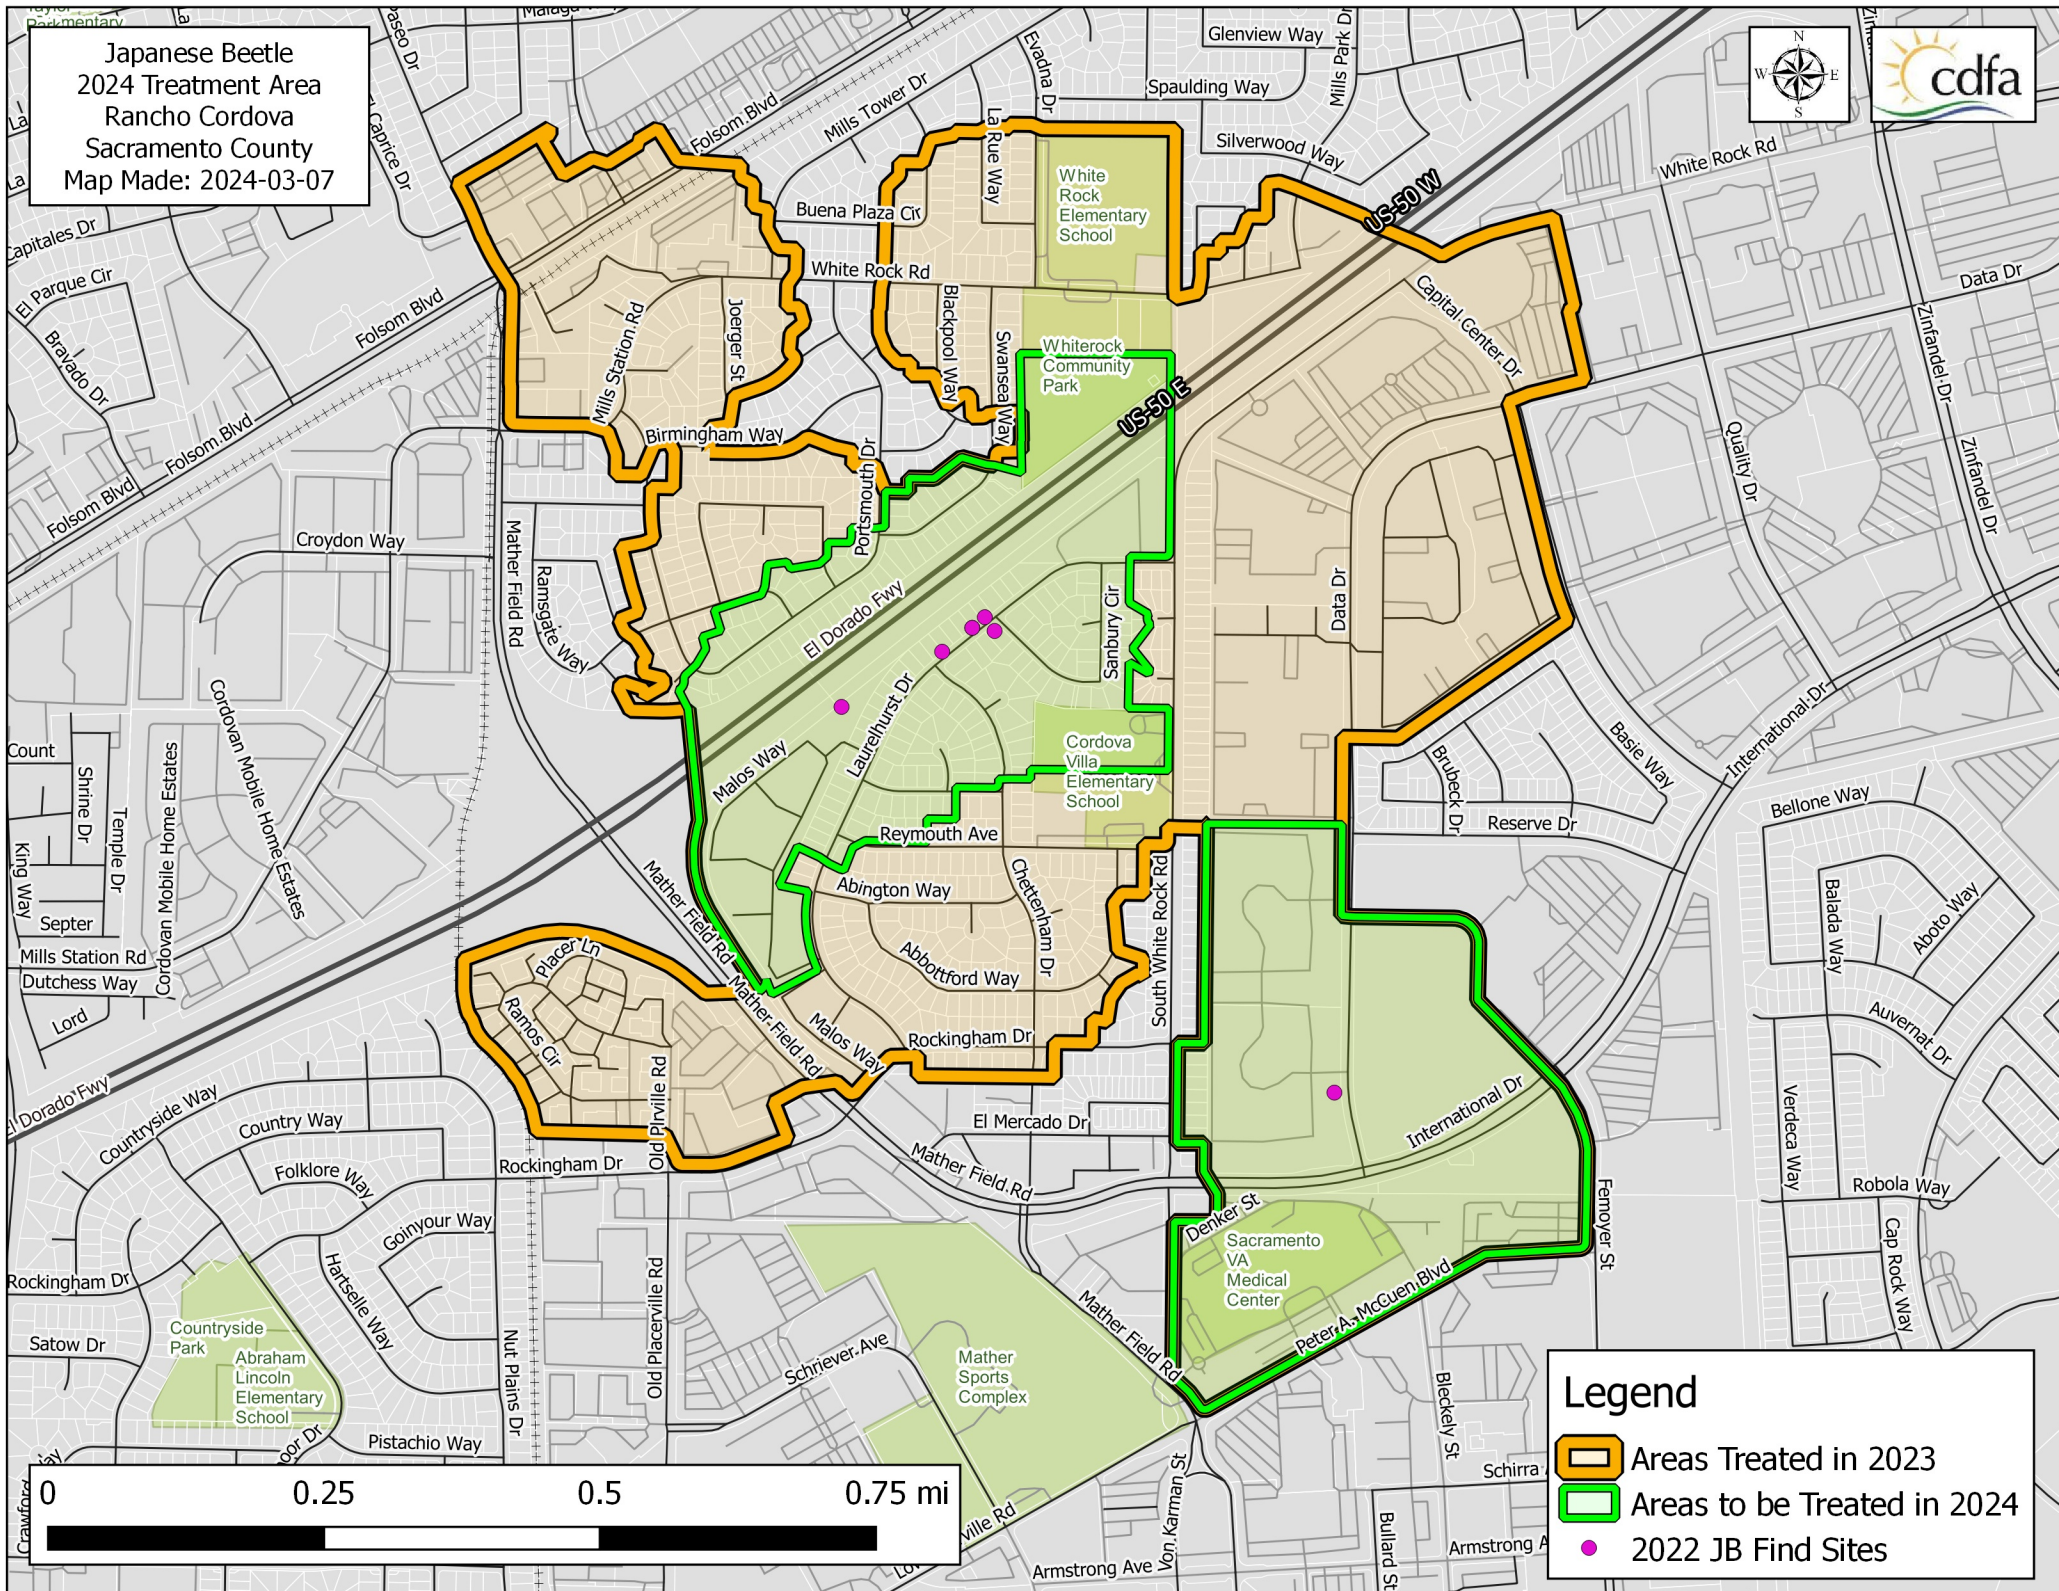 Japanese Beetle
2024 Treatment Area
Rancho Cordova
Sacramento County
Map Made: 2024-03-07
N
W
E
S
cdfa
Parkmentary
La
El Caprice Dr
Paseo Dr
Folsom Blvd
Mills Tower Dr
Evadna Dr
Glenview Way
Mills Park Dr
Spaulding Way
Silverwood Way
US-50 W
White Rock Rd
La
La
Capitales Dr
El Parque Cir
Bravado Dr
Folsom Blvd
Folsom Blvd
Folsom Blvd
La Rue Way
White
Rock
Elementary
School
Buena Plaza Cir
White Rock Rd
Blackpool Way
Swansea Way
Whiterock
Community
Park
US-50 E
Capital Center Dr
Data Dr
Zinfandel Dr
Zinfandel Dr
Quality Dr
Mills Station Rd
Joerger St
Birmingham Way
Portsmouth Dr
Croydon Way
Mather Field Rd
Ramsgate Way
El Dorado Fwy
Sanbury Cir
Data Dr
Laurelhurst Dr
Malos Way
Cordova
Villa
Elementary
School
Basie Way
International Dr
Brubeck Dr
Reserve Dr
Bellone Way
Count
Shrine Dr
Temple Dr
King Way
Cordovan Mobile Home Estates
Cordovan Mobile Home Estates
Septer
Mills Station Rd
Dutchess Way
Lord
Reymouth Ave
Abington Way
Chettenham Dr
Abbottford Way
Rockingham Dr
South White Rock Rd
Mather Field Rd
Mather Field Rd
Malos Way
Placer Ln
Ramos Cir
Old Plrville Rd
Balada Way
Aboto Way
Auvernat Dr
Verdeca Way
Robola Way
Cap Rock Way
El Dorado Fwy
Countryside Way
Country Way
Folklore Way
Goinyour Way
Hartselle Way
Rockingham Dr
Rockingham Dr
Satow Dr
Countryside
Park
Abraham
Lincoln
Elementary
School
Pistachio Way
Nut Plains Dr
Old Placerville Rd
El Mercado Dr
Mather Field Rd
Schriever Ave
Mather
Sports
Complex
Mather Field Rd
International Dr
Denker St
Sacramento
VA
Medical
Center
Peter A. McCuen Blvd
Femoyer St
Bleckely St
Schirra
Armstrong
Bullard St
Von Karman St
Armstrong Ave
ville Rd
0 0.25 0.5 0.75 mi
Legend
Areas Treated in 2023
Areas to be Treated in 2024
2022 JB Find Sites